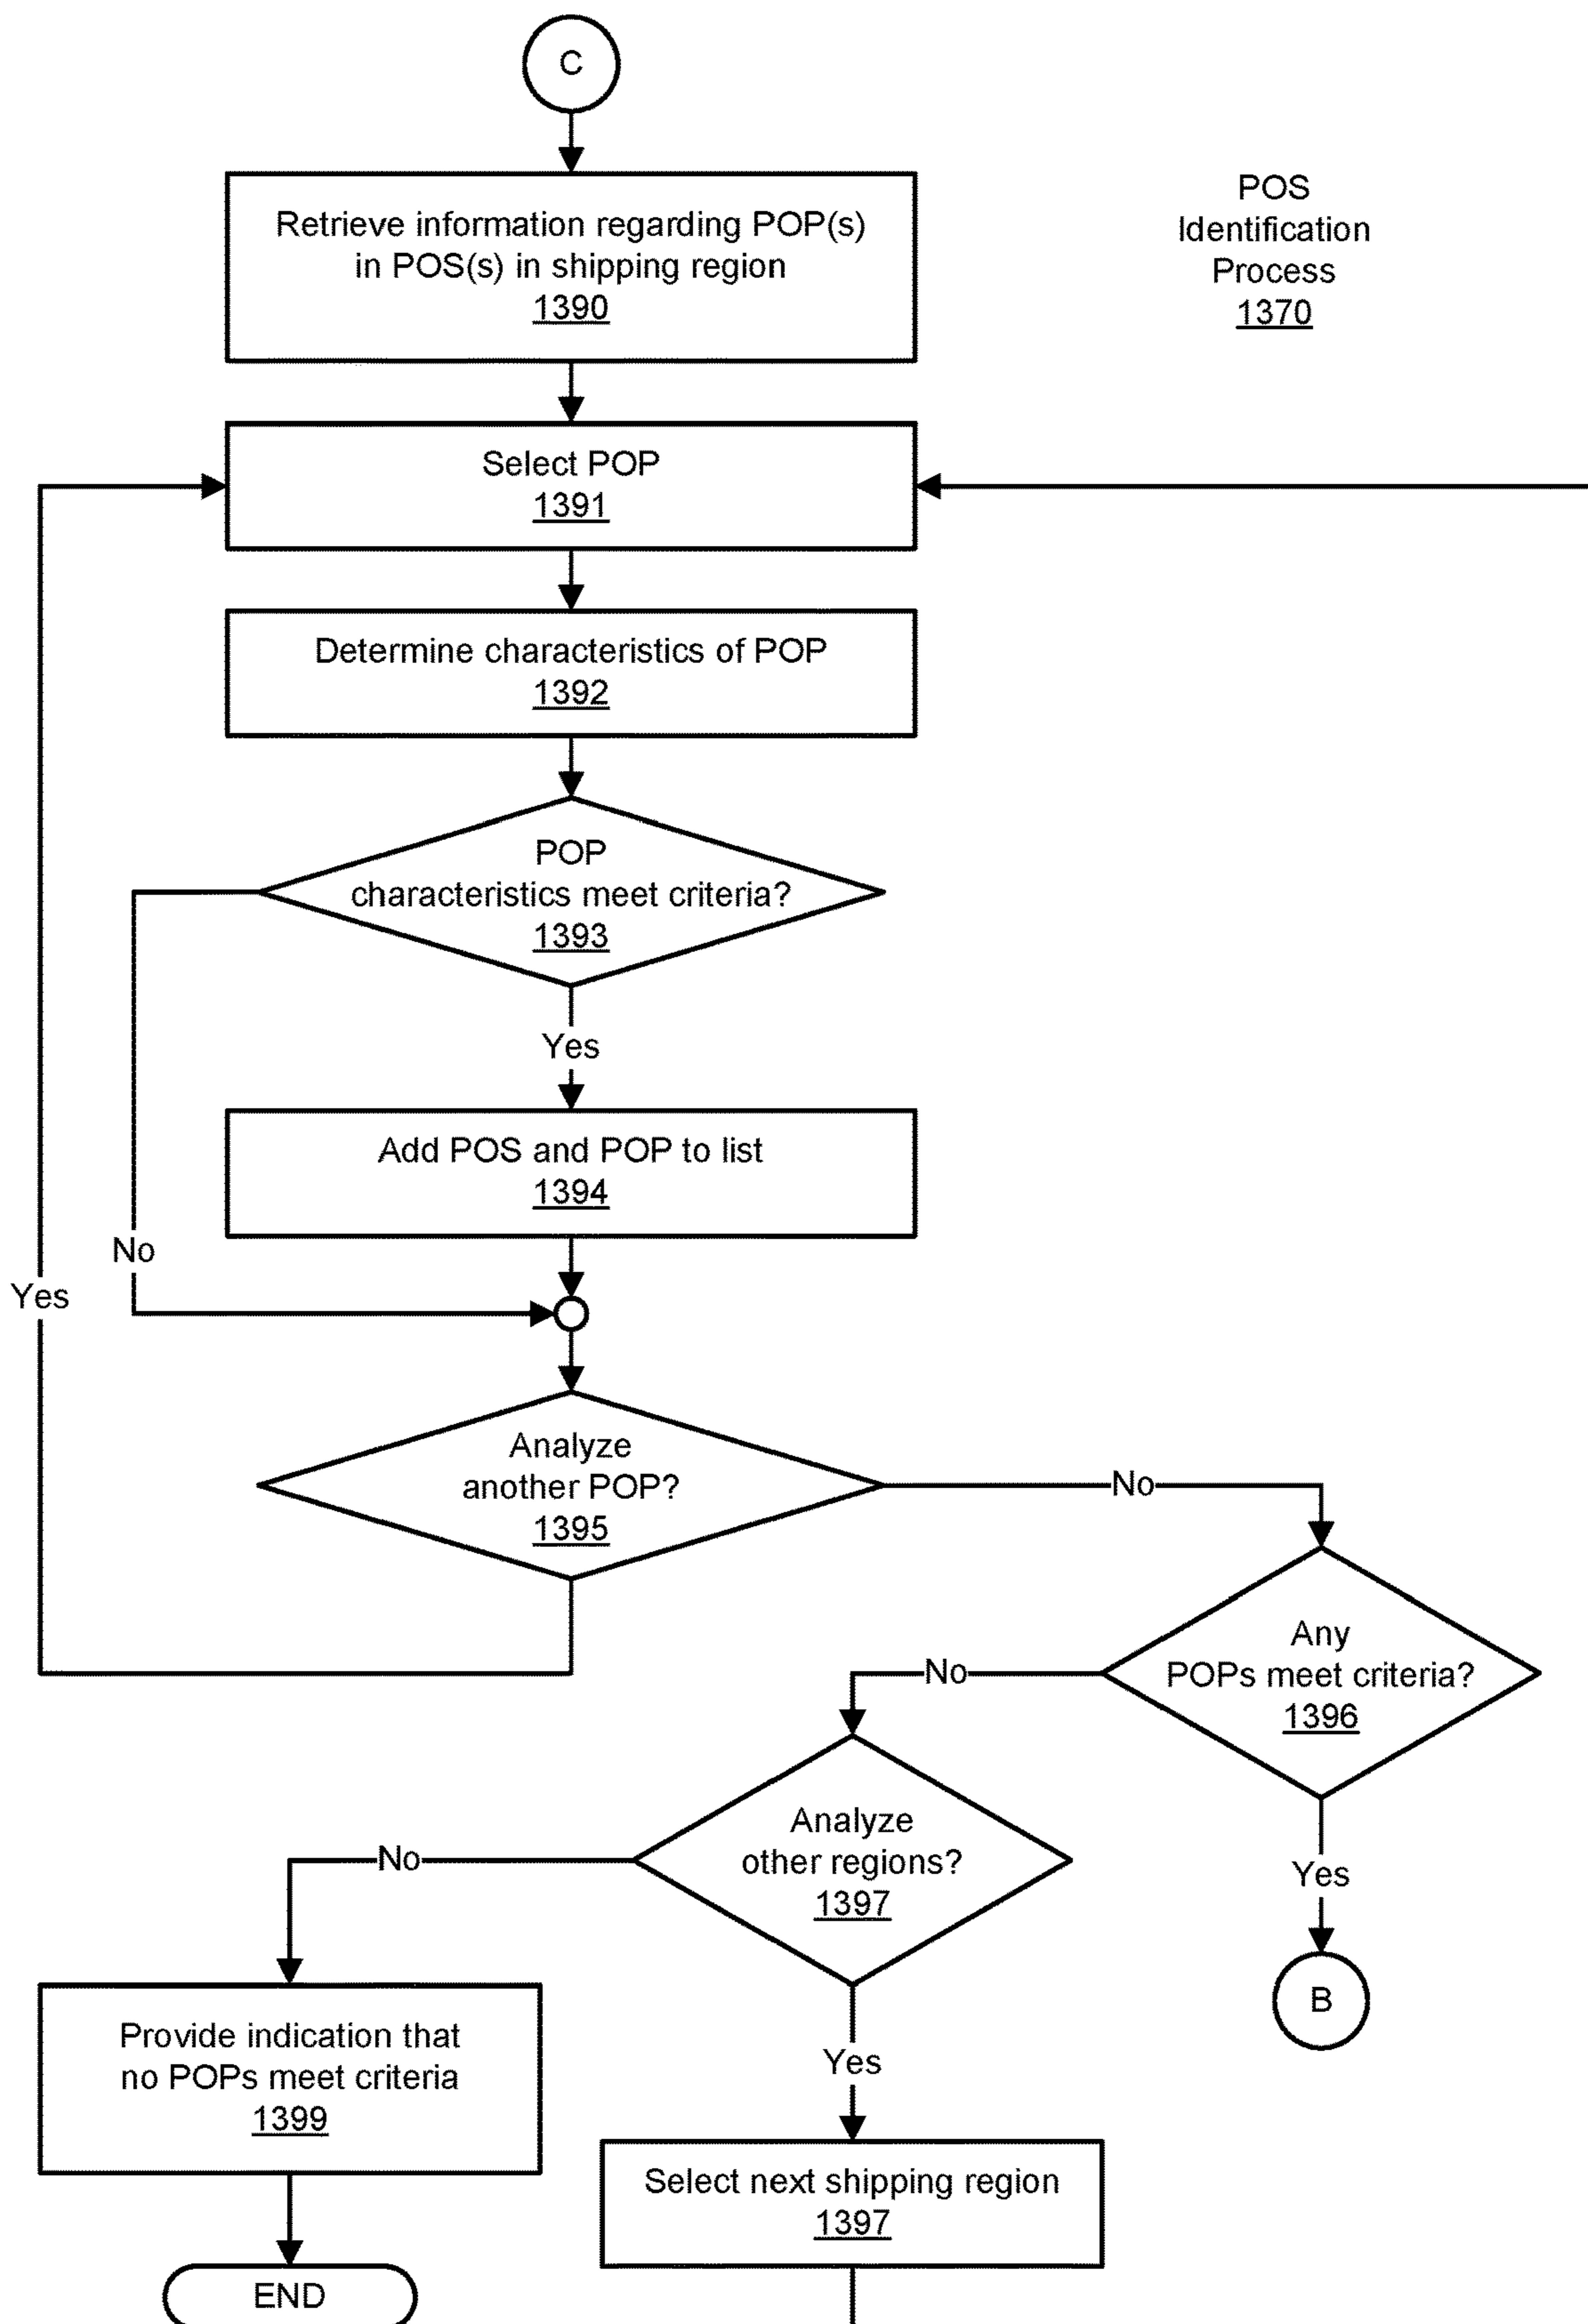 C
Retrieve information regarding POP(s)
in POS(s) in shipping region
1390
POS
Identification
Process
1370
Select POP
1391
Determine characteristics of POP
1392
POP
characteristics meet criteria?
1393
Yes
Add POS and POP to list
1394
No
Yes
Analyze
another POP?
1395
No
Any
POPs meet criteria?
1396
No
Analyze
other regions?
1397
No
Yes
B
Provide indication that
no POPs meet criteria
1399
Yes
Select next shipping region
1397
END